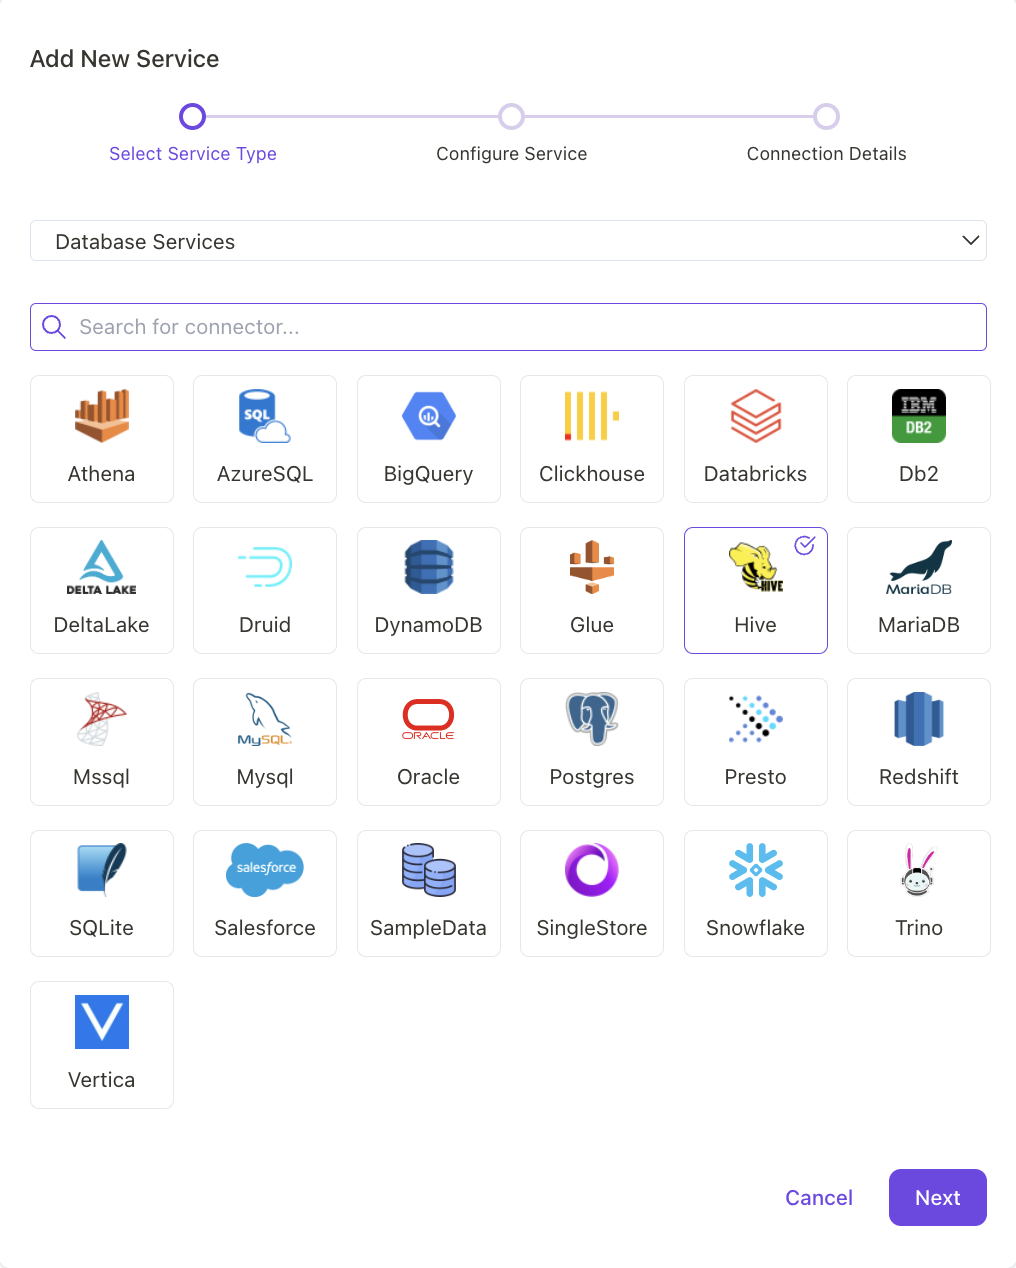 Add New Service
Select Service Type Configure Service Connection Details
Database Services
Search for connector...
SQL IBM DB2
Athena AzureSQL BigQuery Clickhouse Databricks Db2
DELTA LAKE HIVE MariaDB
DeltaLake Druid DynamoDB Glue Hive MariaDB
MySQL ORACLE
Mssql Mysql Oracle Postgres Presto Redshift
salesforce
SQLite Salesforce SampleData SingleStore Snowflake Trino
V
Vertica
Cancel Next